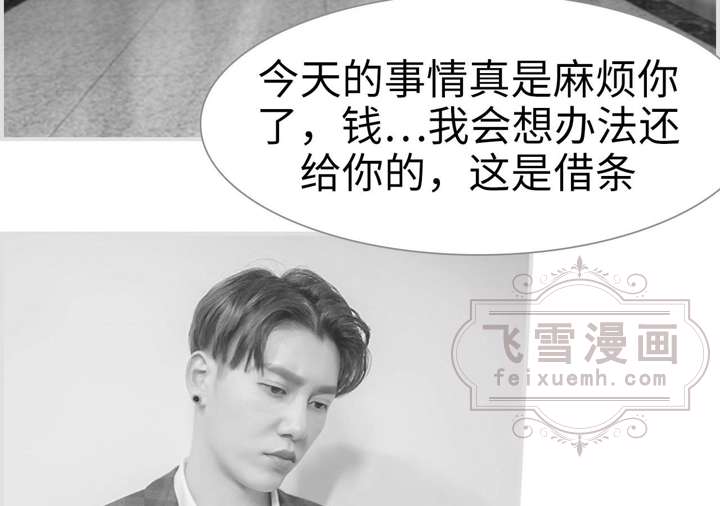 今天的事情真是麻烦你
了，钱…我会想办法还
给你的，这是借条
飞雪漫画
feixuemh.com